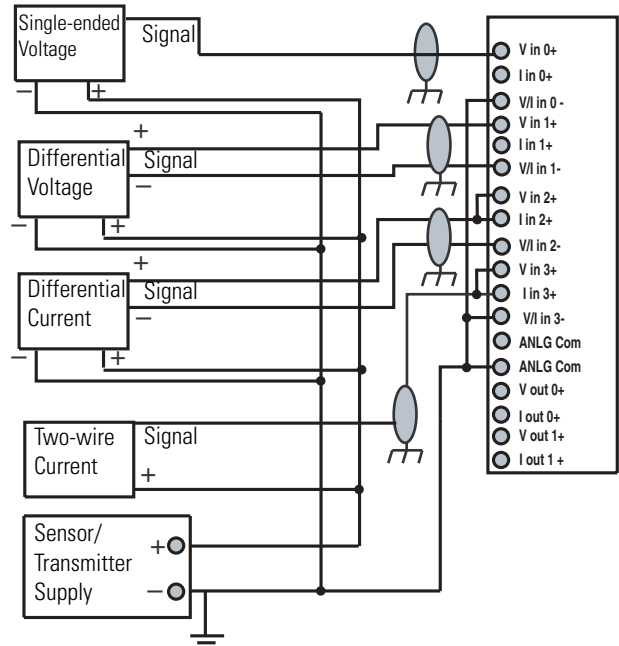 Single-ended
Voltage
Signal
− +
+
Differential
Voltage
Signal
−
− +
+
Differential
Current
Signal
−
− +
Two-wire
Current
Signal
+
Sensor/
Transmitter
Supply
+
−
V in 0+
I in 0+
V/I in 0 -
V in 1+
I in 1+
V/I in 1-
V in 2+
I in 2+
V/I in 2-
V in 3+
I in 3+
V/I in 3-
ANLG Com
ANLG Com
V out 0+
I out 0+
V out 1+
I out 1 +